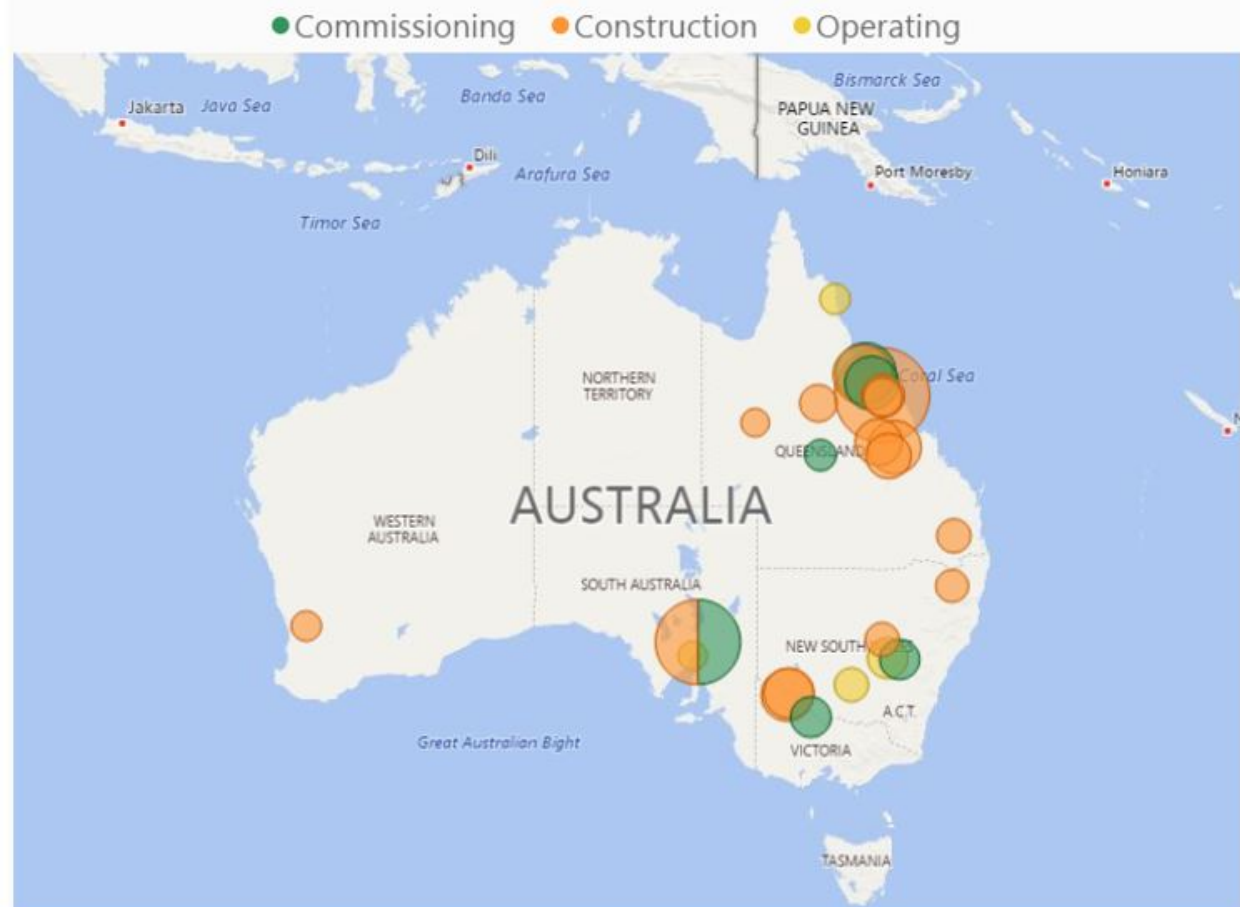 Commissioning Construction Operating
Bismarck Sea
Java Sea
Banda Sea
Jakarta
PAPUA NEW
GUINEA
Dili
Arafura Sea
Port Moresby
Honiara
Timor Sea
NORTHERN
TERRITORY
Coral Sea
QUEENSLAND
AUSTRALIA
WESTERN
AUSTRALIA
SOUTH AUSTRALIA
NEW SOUTH
A.C.T.
Great Australian Bight
VICTORIA
TASMANIA